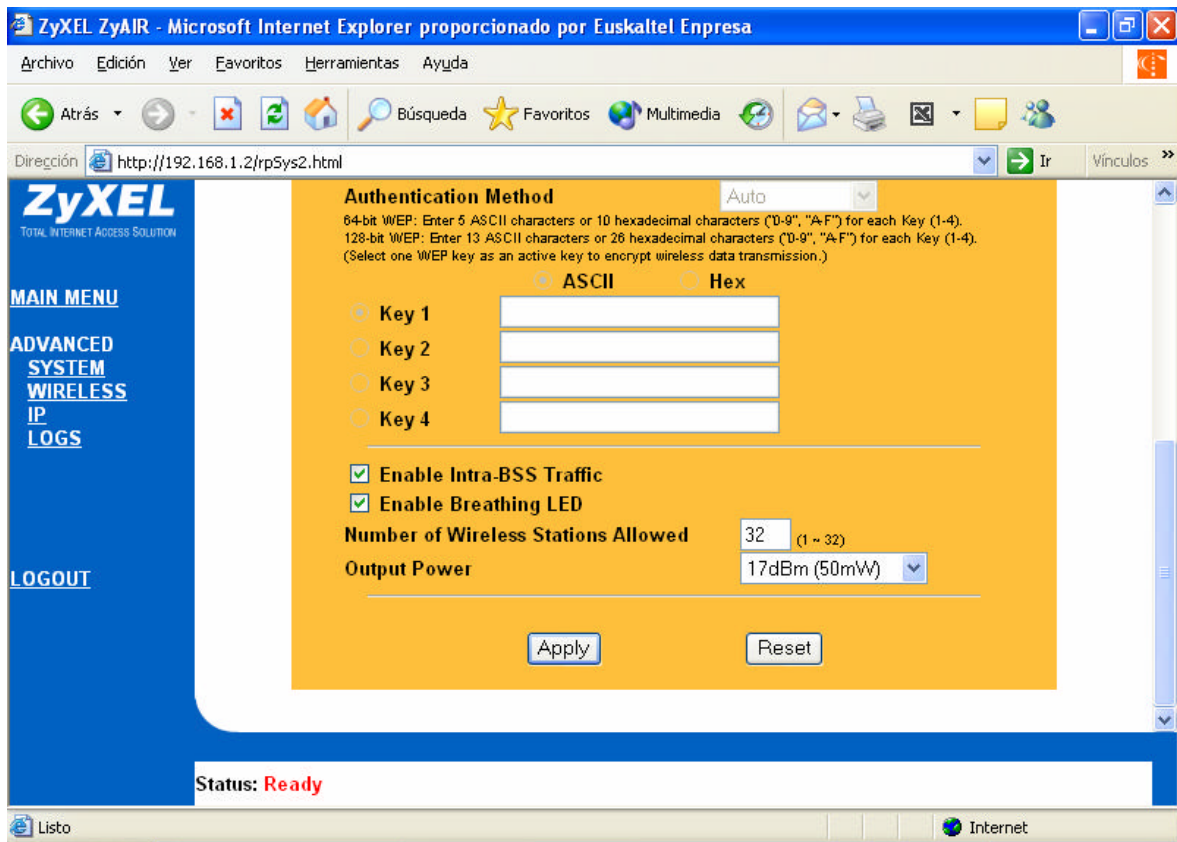 ZyXEL ZyAIR - Microsoft Internet Explorer proporcionado por Euskaltel Enpresa
Archivo Edición Ver Favoritos Herramientas Ayuda
Atrás Búsqueda Favoritos Multimedia
Dirección http://192.168.1.2/rpSys2.html Ir Vínculos »
ZyXEL
TOTAL INTERNET ACCESS SOLUTION
MAIN MENU
ADVANCED
SYSTEM
WIRELESS
IP
LOGS
LOGOUT
Authentication Method Auto
64-bit WEP: Enter 5 ASCII characters or 10 hexadecimal characters ("0-9", "A-F") for each Key (1-4).
128-bit WEP: Enter 13 ASCII characters or 26 hexadecimal characters ("0-9", "A-F") for each Key (1-4).
(Select one WEP key as an active key to encrypt wireless data transmission.)
ASCII Hex
Key 1
Key 2
Key 3
Key 4
Enable Intra-BSS Traffic
Enable Breathing LED
Number of Wireless Stations Allowed 32 (1 ~ 32)
Output Power 17dBm (50mW)
Apply Reset
Status: Ready
Listo Internet